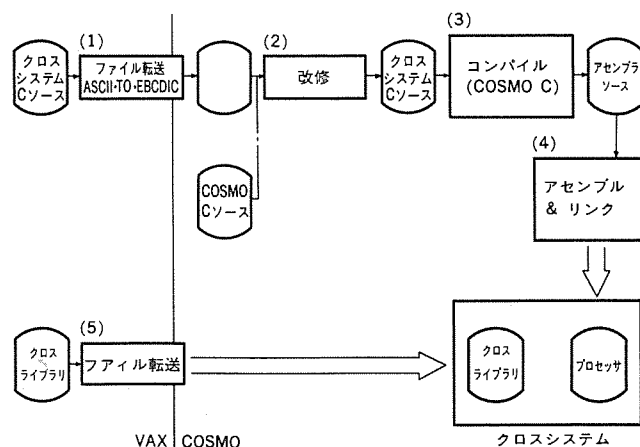 (1)
クロス
システム
Cソース
ファイル転送
ASCII・TO・EBCDIC
(2)
改修
クロス
システム
Cソース
(3)
コンパイル
(COSMO C)
アセンブラ
ソース
COSMO
Cソース
(4)
アセンブル
& リンク
(5)
クロス
ライブラリ
フアィル転送
クロス
ライブラリ
プロセッサ
VAX
COSMO
クロスシステム